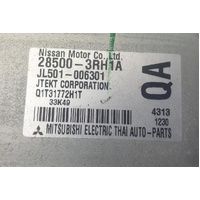 Nissan Motor Co.,Ltd.
28500-3RH1A
JL501-006301
JTEKT CORPORATION
Q1T31772H1T
33K49
QA
4313
1230
MITSUBISHI ELECTRIC THAI AUTO-PARTS